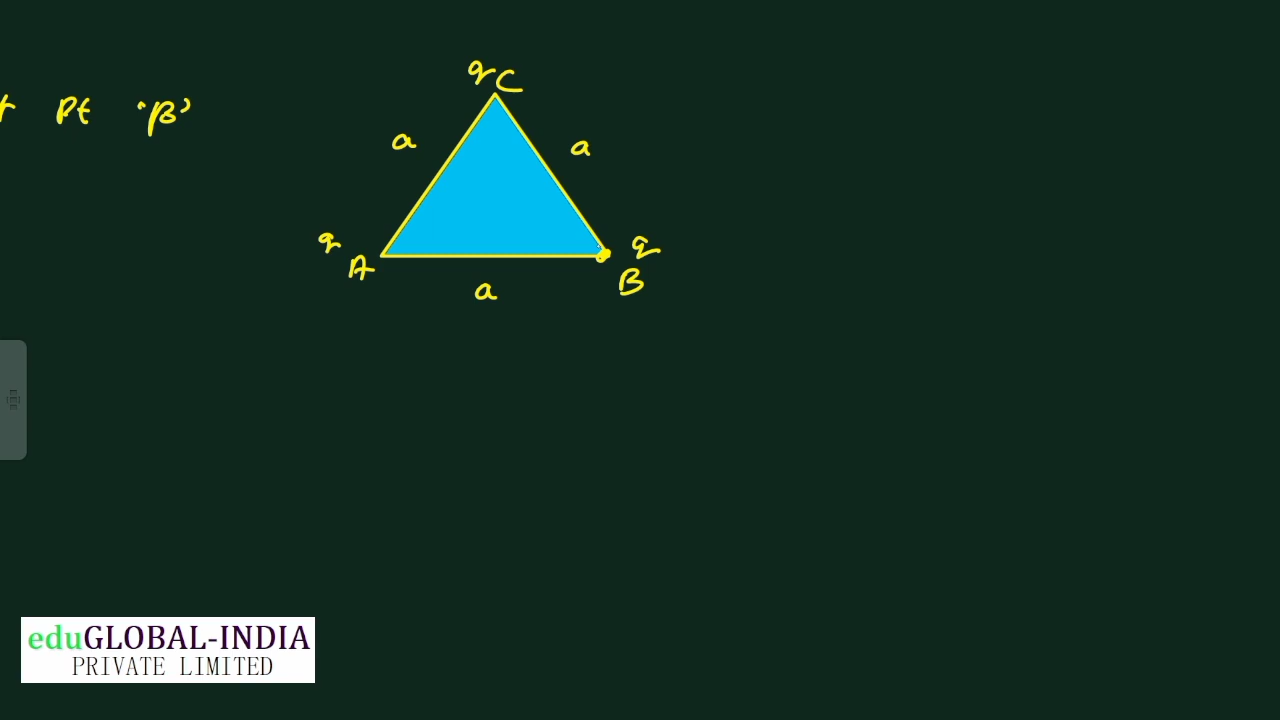 Pt 'B'
q C
a
a
q
A
q
B
a
eduGLOBAL-INDIA
PRIVATE LIMITED